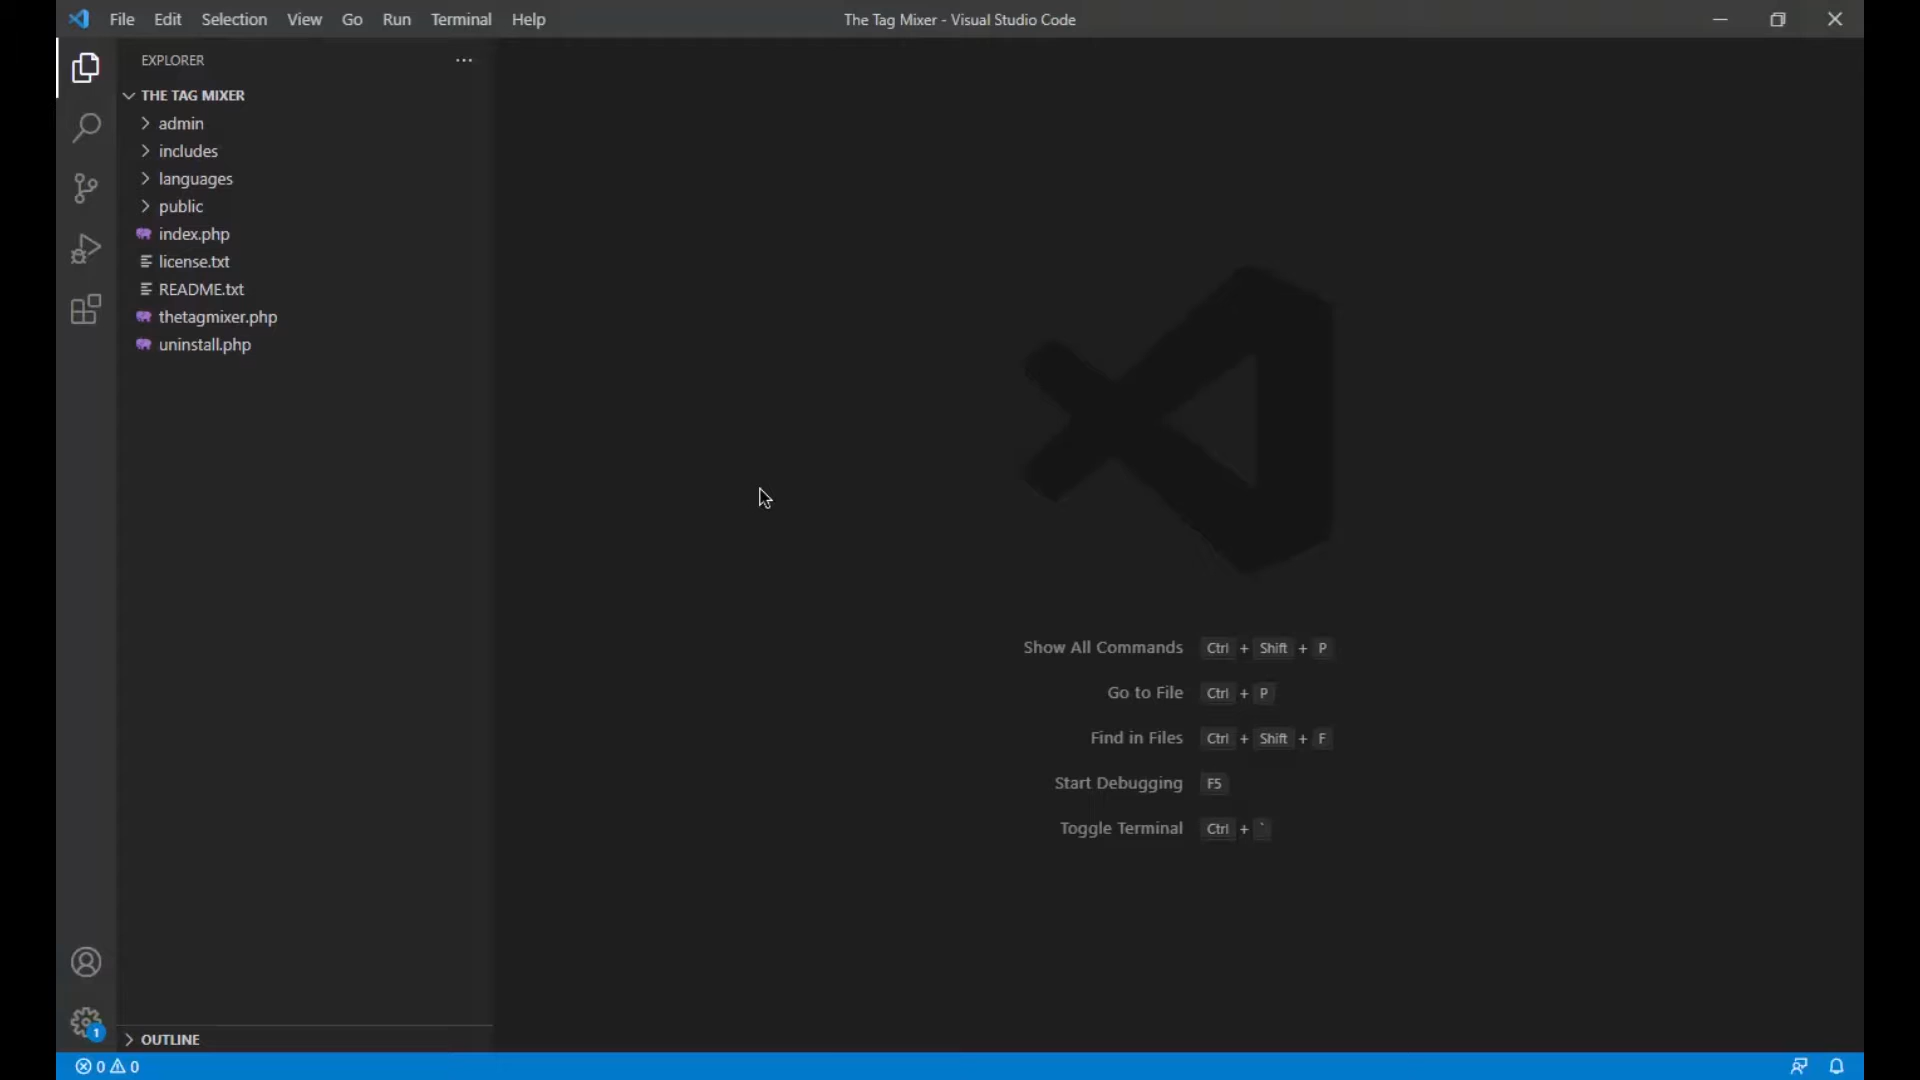 File Edit Selection View Go Run Terminal Help The Tag Mixer - Visual Studio Code
EXPLORER
THE TAG MIXER
admin
includes
languages
public
index.php
license.txt
README.txt
thetagmixer.php
uninstall.php
Show All Commands Ctrl + Shift + P
Go to File Ctrl + P
Find in Files Ctrl + Shift + F
Start Debugging F5
Toggle Terminal Ctrl + `
1
OUTLINE
0 0